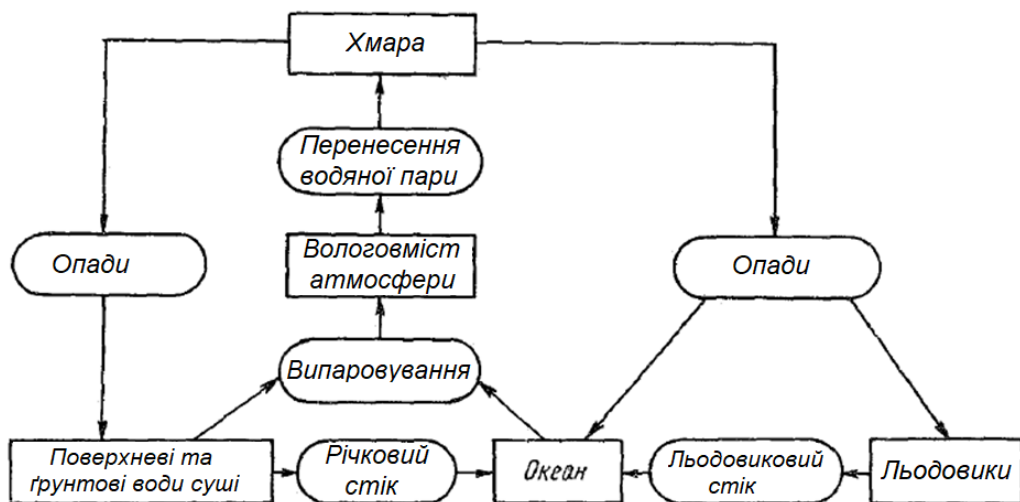 Хмара
Перенесення
водяної пари
Опади
Вологовміст
атмосфери
Опади
Випаровування
Поверхневі та
ґрунтові води суші
Річковий
стік
Океан
Льодовиковий
стік
Льодовики